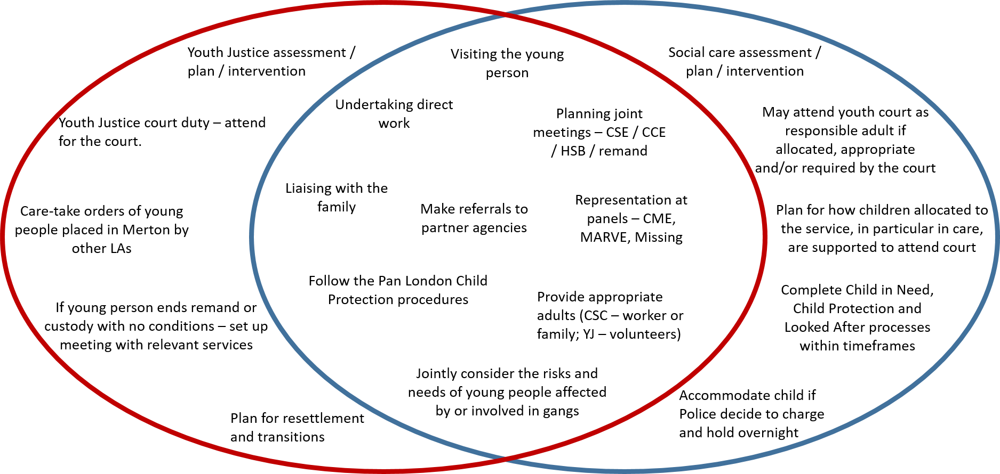 Youth Justice assessment /
plan / intervention
Youth Justice court duty – attend
for the court.
Care-take orders of young
people placed in Merton by
other LAs
If young person ends remand or
custody with no conditions – set up
meeting with relevant services
Plan for resettlement
and transitions
Visiting the young
person
Undertaking direct
work
Planning joint
meetings – CSE / CCE
/ HSB / remand
Liaising with the
family
Make referrals to
partner agencies
Representation at
panels – CME,
MARVE, Missing
Follow the Pan London Child
Protection procedures
Provide appropriate
adults (CSC – worker or
family; YJ – volunteers)
Jointly consider the risks and
needs of young people affected
by or involved in gangs
Social care assessment /
plan / intervention
May attend youth court as
responsible adult if
allocated, appropriate
and/or required by the court
Plan for how children allocated to
the service, in particular in care,
are supported to attend court
Complete Child in Need,
Child Protection and
Looked After processes
within timeframes
Accommodate child if
Police decide to charge
and hold overnight